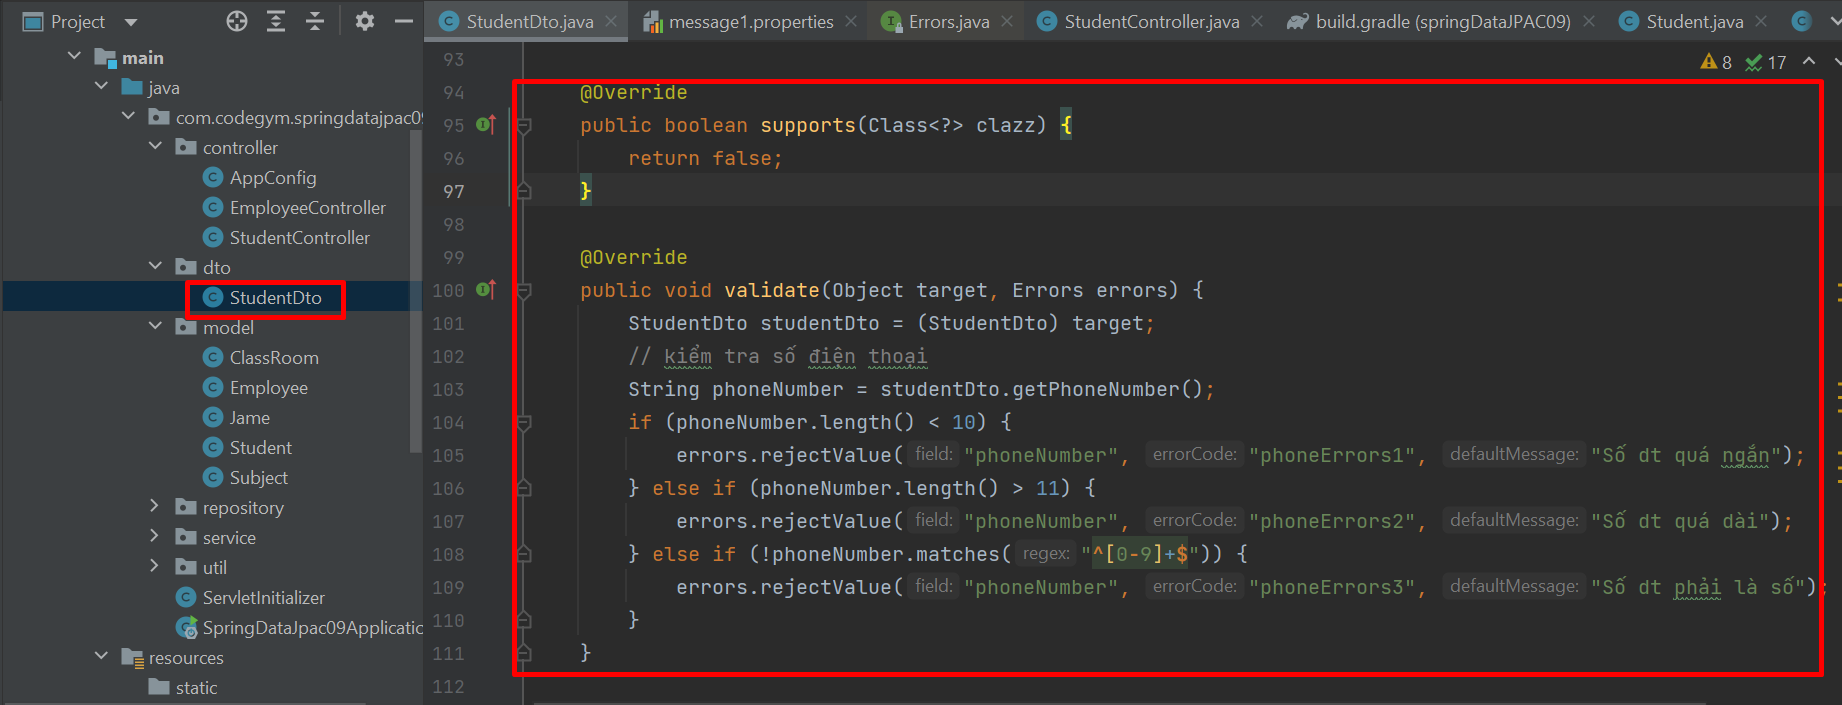 Project
StudentDto.java
message1.properties
Errors.java
StudentController.java
build.gradle (springDataJPAC09)
Student.java
main
java
com.codegym.springdatajpac09
controller
AppConfig
EmployeeController
StudentController
dto
StudentDto
model
ClassRoom
Employee
Jame
Student
Subject
repository
service
util
ServletInitializer
SpringDataJpac09Applicatio
resources
static
8 17
93
94 @Override
95 public boolean supports(Class<?> clazz) {
96 return false;
97 }
98
99 @Override
100 public void validate(Object target, Errors errors) {
101 StudentDto studentDto = (StudentDto) target;
102 // kiểm tra số điện thoại
103 String phoneNumber = studentDto.getPhoneNumber();
104 if (phoneNumber.length() < 10) {
105 errors.rejectValue( field: "phoneNumber", errorCode: "phoneErrors1", defaultMessage: "Số dt quá ngắn");
106 } else if (phoneNumber.length() > 11) {
107 errors.rejectValue( field: "phoneNumber", errorCode: "phoneErrors2", defaultMessage: "Số dt quá dài");
108 } else if (!phoneNumber.matches( regex: "^[0-9]+$")) {
109 errors.rejectValue( field: "phoneNumber", errorCode: "phoneErrors3", defaultMessage: "Số dt phải là số");
110 }
111 }
112